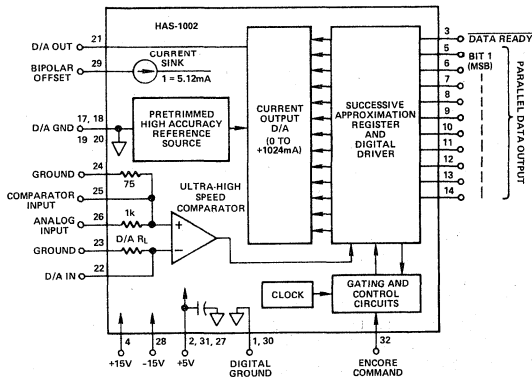 HAS-1002
D/A OUT 21
BIPOLAR OFFSET 29
CURRENT SINK
1 = 5.12mA
17, 18
D/A GND
19 20
PRETRIMMED HIGH ACCURACY REFERENCE SOURCE
24
GROUND
75
25
COMPARATOR INPUT
26
ANALOG INPUT
1k
23
GROUND
D/A RL
22
D/A IN
ULTRA-HIGH SPEED COMPARATOR
+
−
CURRENT OUTPUT D/A (0 TO +1024mA)
SUCCESSIVE APPROXIMATION REGISTER AND DIGITAL DRIVER
3 DATA READY
5 BIT 1 (MSB)
6
7
8
9
10
11
12
13
14
PARALLEL DATA OUTPUT
CLOCK
GATING AND CONTROL CIRCUITS
4
+15V
28
-15V
2, 31, 27
+5V
1, 30
DIGITAL GROUND
32
ENCORE COMMAND